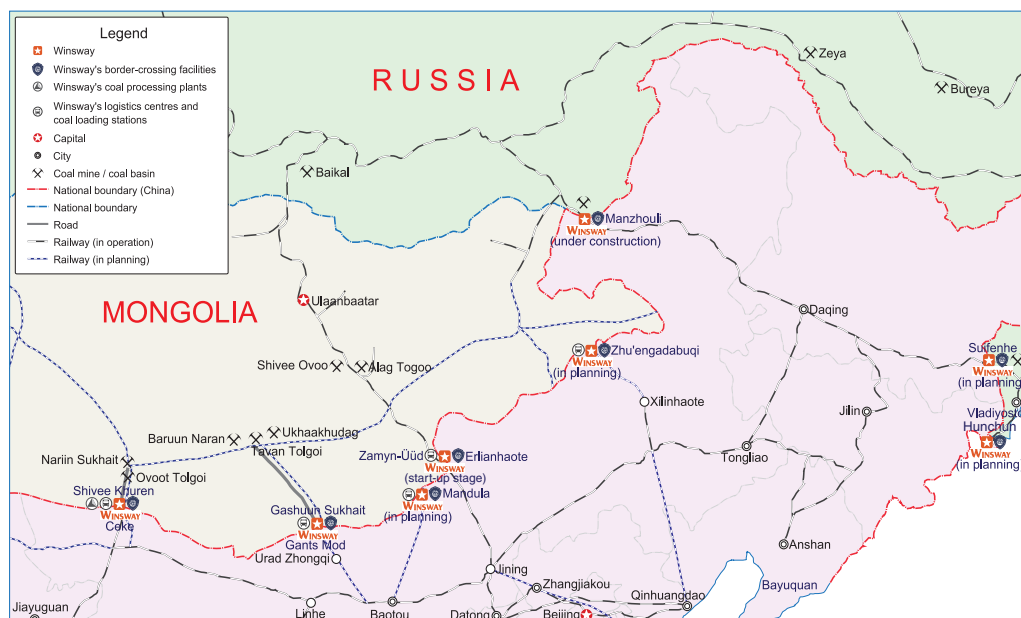 Legend
Winsway
Winsway's border-crossing facilities
Winsway's coal processing plants
Winsway's logistics centres and
coal loading stations
Capital
City
Coal mine / coal basin
National boundary (China)
National boundary
Road
Railway (in operation)
Railway (in planning)
RUSSIA
Zeya
Bureya
Baikal
WINSWAY
Manzhouli
(under construction)
MONGOLIA
Ulaanbaatar
Daqing
Shivee Ovoo
Alag Togoo
WINSWAY
Zhu'engadabuqi
(in planning)
Suifenhe
WINSWAY
(in planning)
Xilinhaote
Jilin
Vladivostok
Hunchun
WINSWAY
(in planning)
Baruun Naran
Ukhaakhudag
Tavan Tolgoi
Tongliao
Zamyn-Üüd
WINSWAY
Erlianhaote
(start-up stage)
Nariin Sukhait
Ovoot Tolgoi
Shivee Khuren
WINSWAY
Ceke
WINSWAY
Mandula
(in planning)
Gashuun Sukhait
WINSWAY
Gants Mod
Urad Zhongqi
Anshan
Jining
Zhangjiakou
Bayuquan
Qinhuangdao
Jiayuguan
Linhe
Baotou
Datong
Beijing